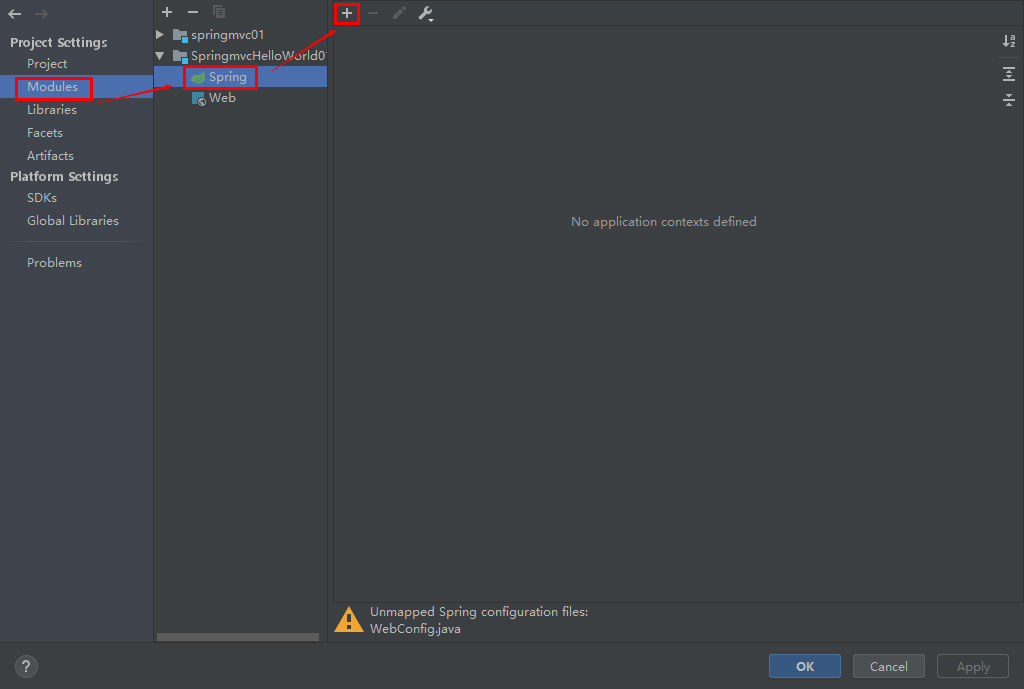 Project Settings
Project
Modules
Libraries
Facets
Artifacts
Platform Settings
SDKs
Global Libraries
Problems
springmvc01
SpringmvcHelloWorld01
Spring
Web
No application contexts defined
Unmapped Spring configuration files:
WebConfig.java
?
OK
Cancel
Apply